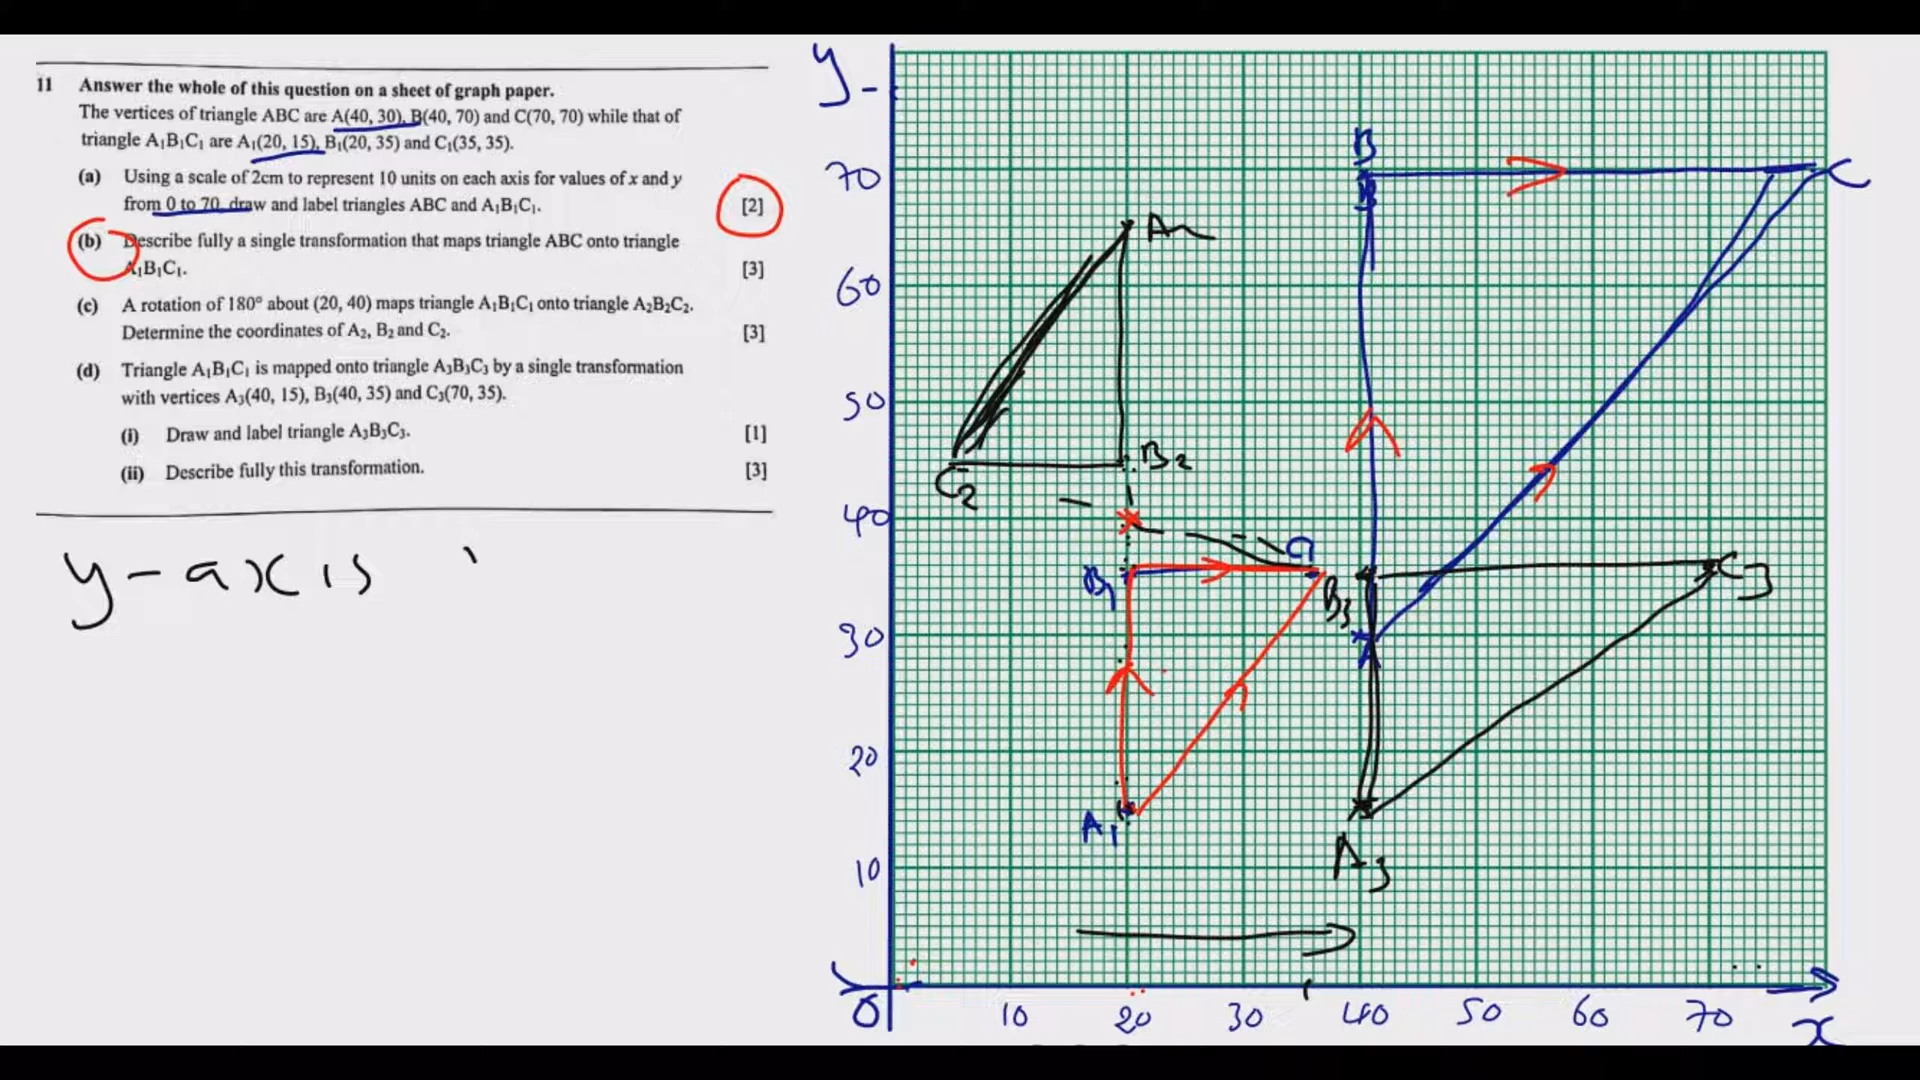 11 Answer the whole of this question on a sheet of graph paper.
The vertices of triangle ABC are A(40, 30), B(40, 70) and C(70, 70) while that of
triangle A₁B₁C₁ are A₁(20, 15), B₁(20, 35) and C₁(35, 35).
(a) Using a scale of 2cm to represent 10 units on each axis for values of x and y
from 0 to 70, draw and label triangles ABC and A₁B₁C₁. [2]
(b) Describe fully a single transformation that maps triangle ABC onto triangle
A₁B₁C₁. [3]
(c) A rotation of 180° about (20, 40) maps triangle A₁B₁C₁ onto triangle A₂B₂C₂.
Determine the coordinates of A₂, B₂ and C₂. [3]
(d) Triangle A₁B₁C₁ is mapped onto triangle A₃B₃C₃ by a single transformation
with vertices A₃(40, 15), B₃(40, 35) and C₃(70, 35).
(i) Draw and label triangle A₃B₃C₃. [1]
(ii) Describe fully this transformation. [3]
y-axis
y
B
70
C
A₂
60
50
B₂
C₂
40
C₁
B₁
B₃
C₃
30
20
A₁
10
A₃
0
10
20
30
40
50
60
70
x